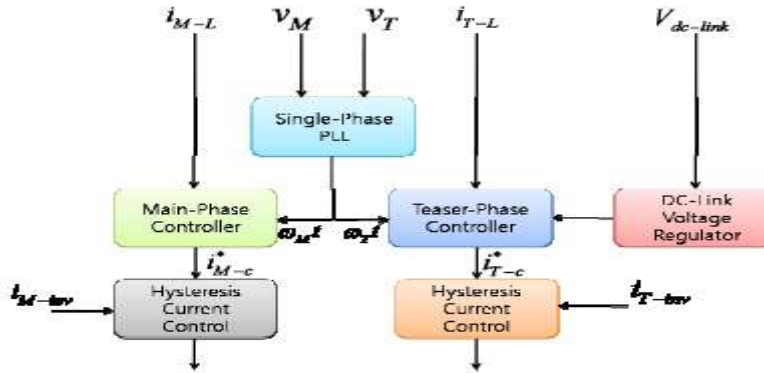 i_{M-L} v_M v_T i_{T-L} V_{dc-link}
Single-Phase
PLL
Main-Phase
Controller
ω_M t ω_T t
Teaser-Phase
Controller
DC-Link
Voltage
Regulator
i*_{M-c} i*_{T-c}
i_{M-inv}
Hysteresis
Current
Control
Hysteresis
Current
Control
i_{T-inv}